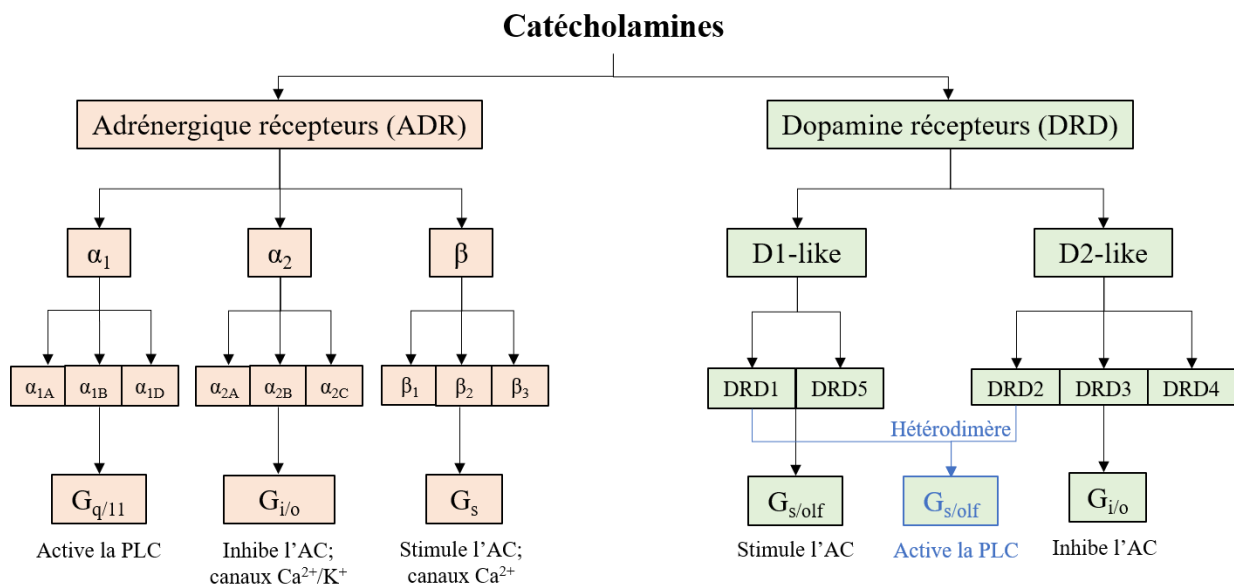 Catécholamines
Adrénergique récepteurs (ADR)
Dopamine récepteurs (DRD)
α₁
α₂
β
D1-like
D2-like
α₁A
α₁B
α₁D
α₂A
α₂B
α₂C
β₁
β₂
β₃
DRD1
DRD5
DRD2
DRD3
DRD4
Hétérodimère
Gq/11
Gi/o
Gs
Gs/olf
Gs/olf
Gi/o
Active la PLC
Inhibe l’AC;
canaux Ca²⁺/K⁺
Stimule l’AC;
canaux Ca²⁺
Stimule l’AC
Active la PLC
Inhibe l’AC